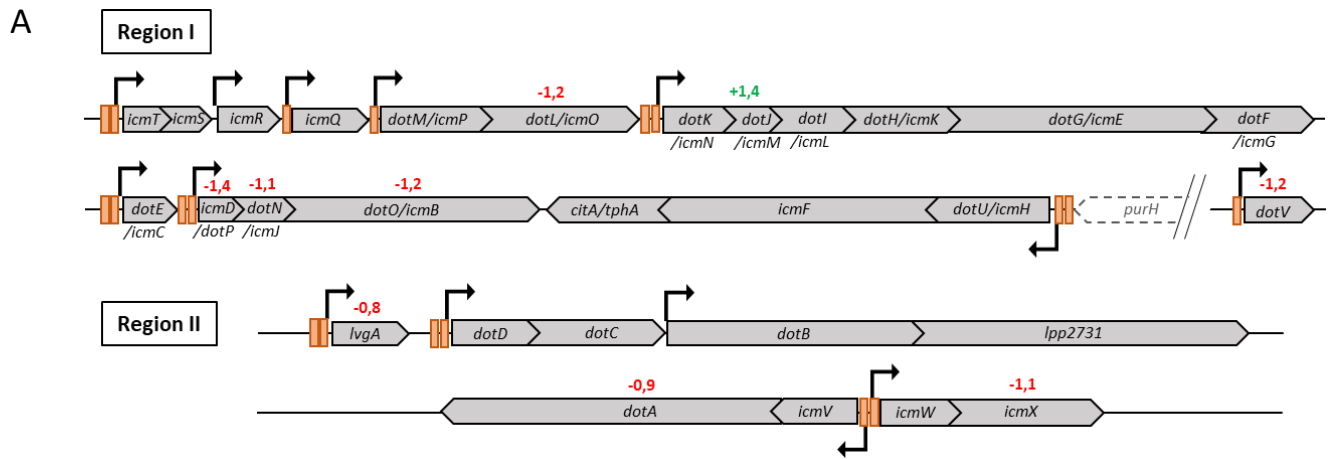 A
Region I
-1,2
+1,4
icmT icmS icmR icmQ dotM/icmP dotL/icmO dotK dotJ dotI dotH/icmK dotG/icmE dotF
/icmN /icmM /icmL /icmG
-1,4 -1,1 -1,2 -1,2
dotE icmD dotN dotO/icmB citA/tphA icmF dotU/icmH purH dotV
/icmC /dotP /icmJ
Region II
-0,8
lvgA dotD dotC dotB lpp2731
-0,9 -1,1
dotA icmV icmW icmX